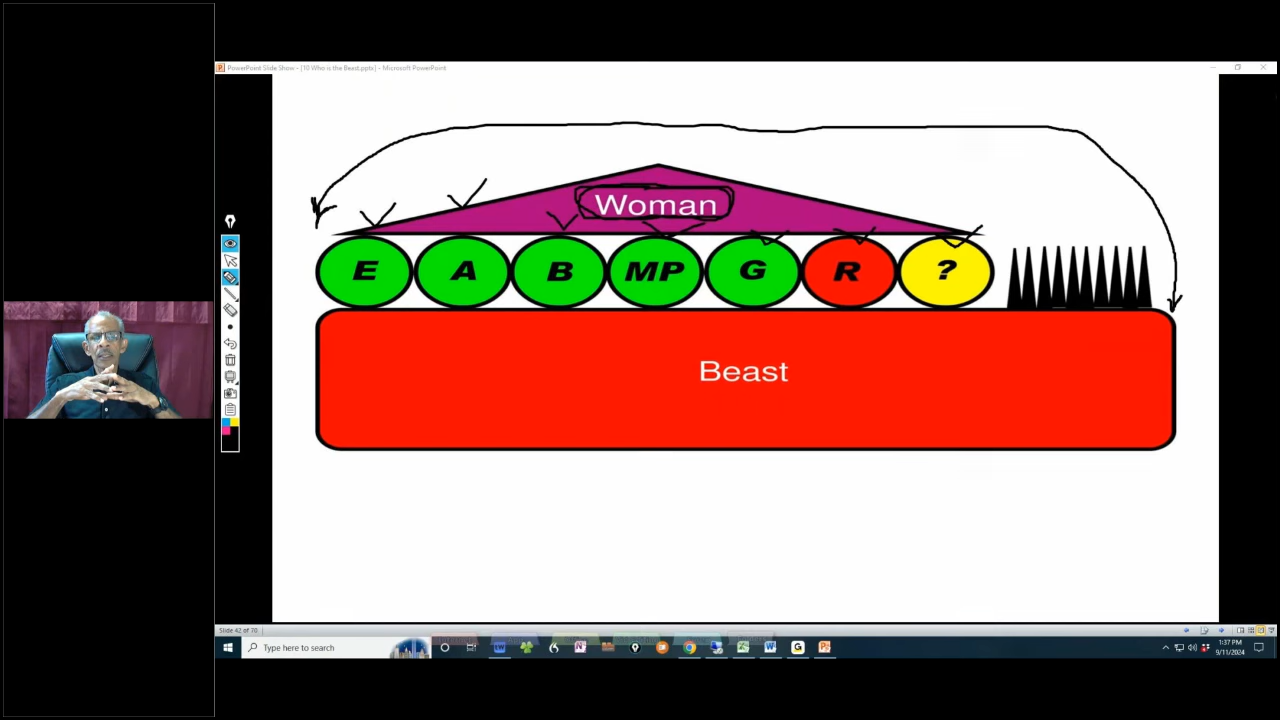 PowerPoint Slide Show - [10 Who is the Beast.pptx] - Microsoft PowerPoint
Woman
E A B MP G R ?
Beast
Slide 42 of 70
Type here to search
1:37 PM
9/11/2024